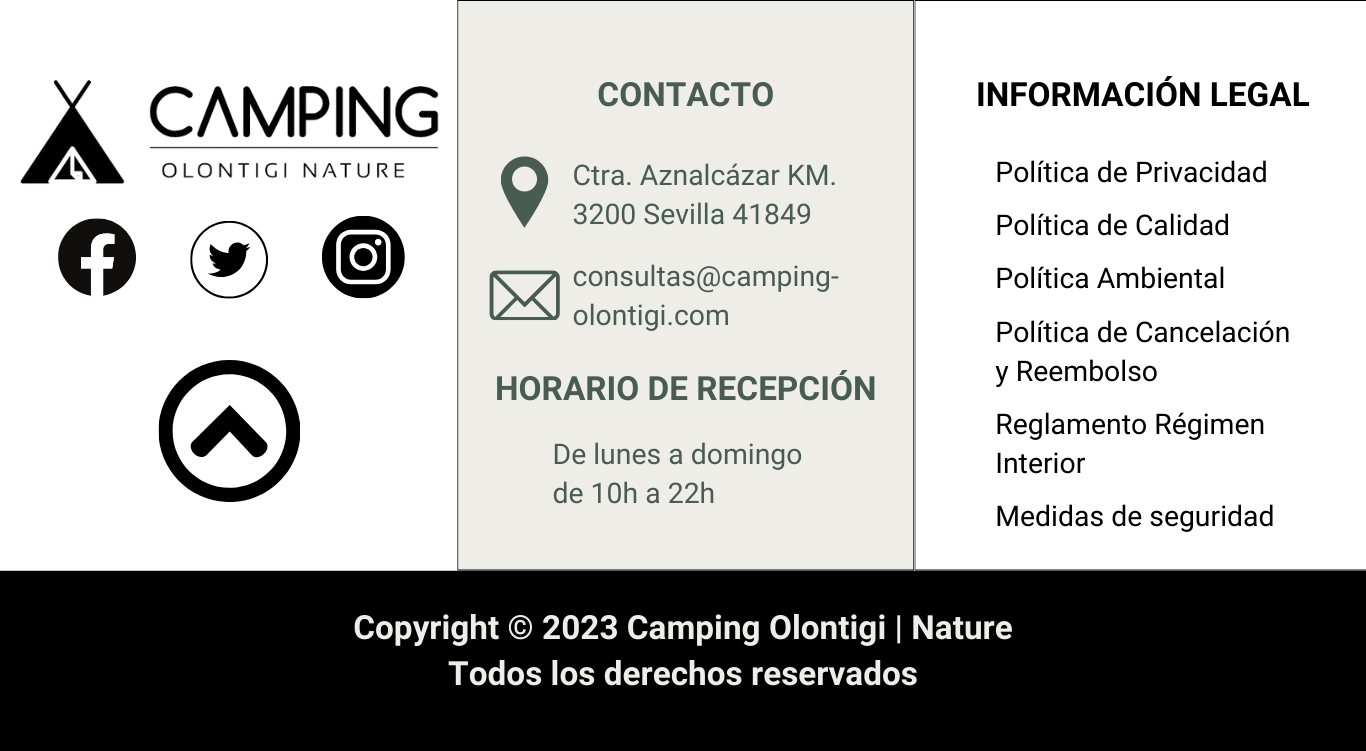 CAMPING
OLONTIGI NATURE
CONTACTO
Ctra. Aznalcázar KM.
3200 Sevilla 41849
consultas@camping-
olontigi.com
HORARIO DE RECEPCIÓN
De lunes a domingo
de 10h a 22h
INFORMACIÓN LEGAL
Política de Privacidad
Política de Calidad
Política Ambiental
Política de Cancelación
y Reembolso
Reglamento Régimen
Interior
Medidas de seguridad
Copyright © 2023 Camping Olontigi | Nature
Todos los derechos reservados